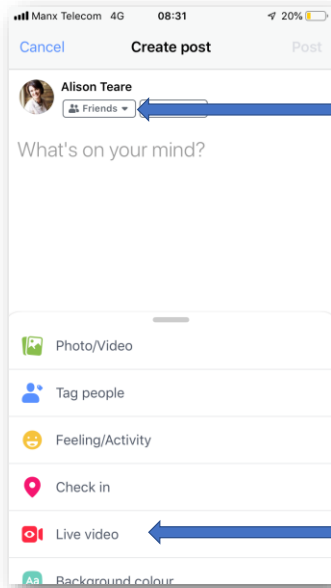 Manx Telecom 4G 08:31 20%
Cancel Create post Post
Alison Teare
Friends
What's on your mind?
Photo/Video
Tag people
Feeling/Activity
Check in
Live video
Aa Background colour